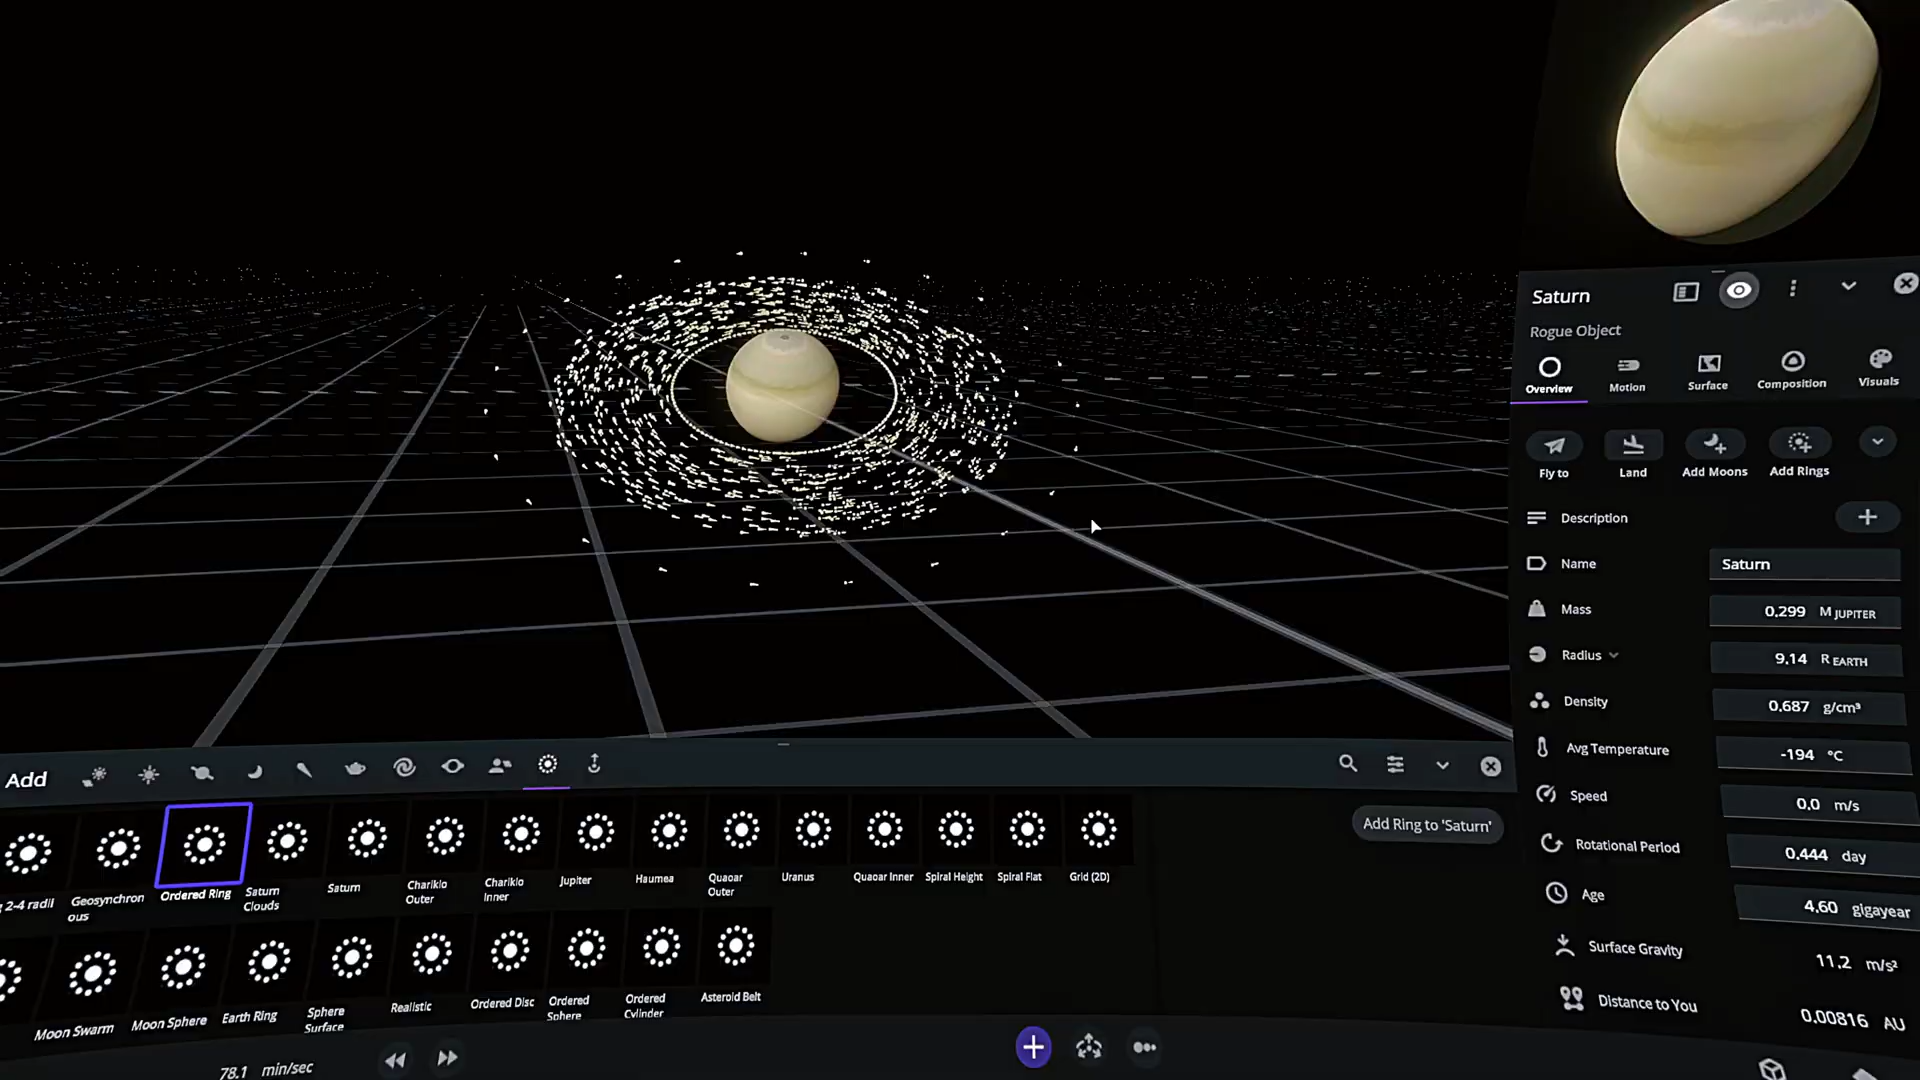 Saturn
Rogue Object
Overview
Motion
Surface
Composition
Visuals
Fly to
Land
Add Moons
Add Rings
Description
Name
Saturn
Mass
0.299 M JUPITER
Radius
9.14 R EARTH
Density
0.687 g/cm³
Avg Temperature
-194 °C
Speed
0.0 m/s
Rotational Period
0.444 day
Age
4.60 gigayear
Surface Gravity
11.2 m/s²
Distance to You
0.00816 AU
Add
Add Ring to 'Saturn'
2-4 radii
Geosynchron
ous
Ordered Ring
Saturn
Clouds
Saturn
Chariklo
Outer
Chariklo
Inner
Jupiter
Haumea
Quaoar
Outer
Uranus
Quaoar Inner
Spiral Height
Spiral Flat
Grid (2D)
Moon Swarm
Moon Sphere
Earth Ring
Sphere
Surface
Realistic
Ordered Disc
Ordered
Sphere
Ordered
Cylinder
Asteroid Belt
78.1 min/sec